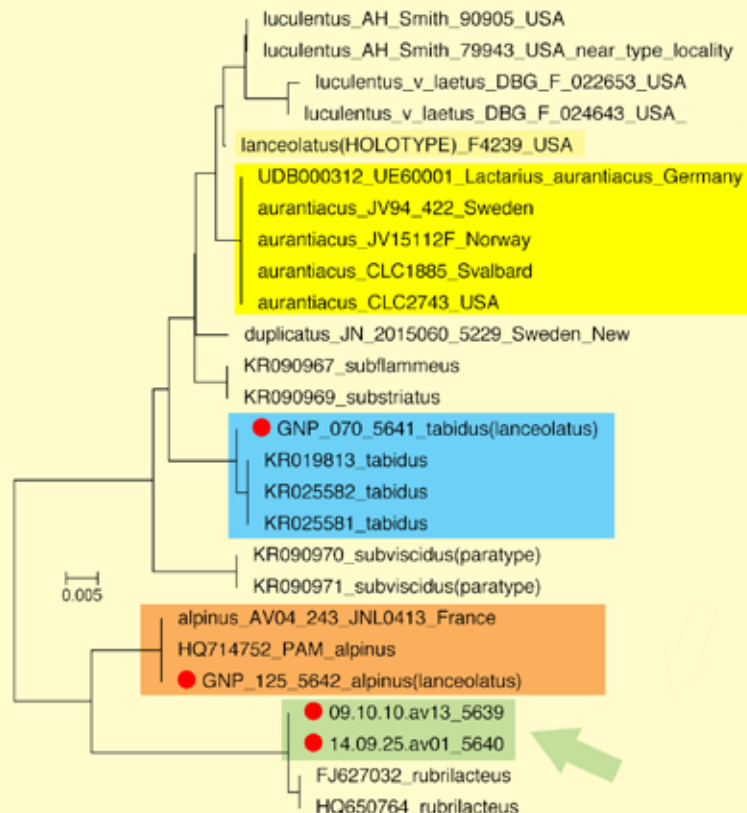 luculentus_AH_Smith_90905_USA
luculentus_AH_Smith_79943_USA_near_type_locality
luculentus_v_laetus_DBG_F_022653_USA
luculentus_v_laetus_DBG_F_024643_USA_
lanceolatus(HOLOTYPE)_F4239_USA
UDB000312_UE60001_Lactarius_aurantiacus_Germany
aurantiacus_JV94_422_Sweden
aurantiacus_JV15112F_Norway
aurantiacus_CLC1885_Svalbard
aurantiacus_CLC2743_USA
duplicatus_JN_2015060_5229_Sweden_New
KR090967_subflammeus
KR090969_substriatus
GNP_070_5641_tabidus(lanceolatus)
KR019813_tabidus
KR025582_tabidus
KR025581_tabidus
KR090970_subviscidus(paratype)
KR090971_subviscidus(paratype)
0.005
alpinus_AV04_243_JNL0413_France
HQ714752_PAM_alpinus
GNP_125_5642_alpinus(lanceolatus)
09.10.10.av13_5639
14.09.25.av01_5640
FJ627032_rubrilacteus
HQ650764_rubrilacteus